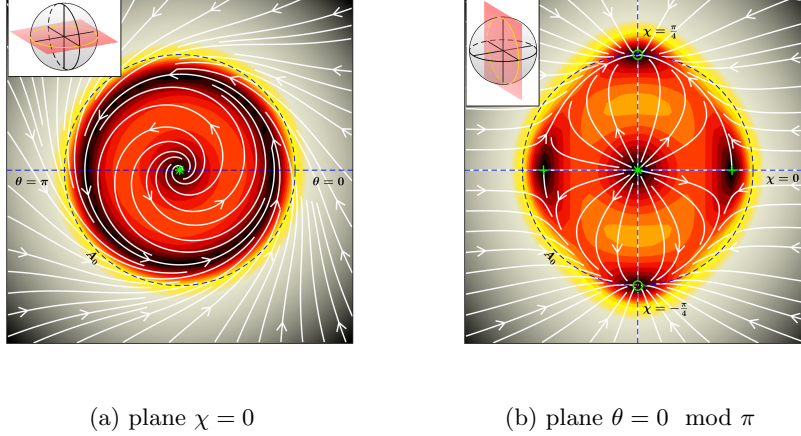 χ = π/4
θ = π
θ = 0
χ = 0
A₀
A₀
χ = −π/4
(a) plane χ = 0
(b) plane θ = 0 mod π